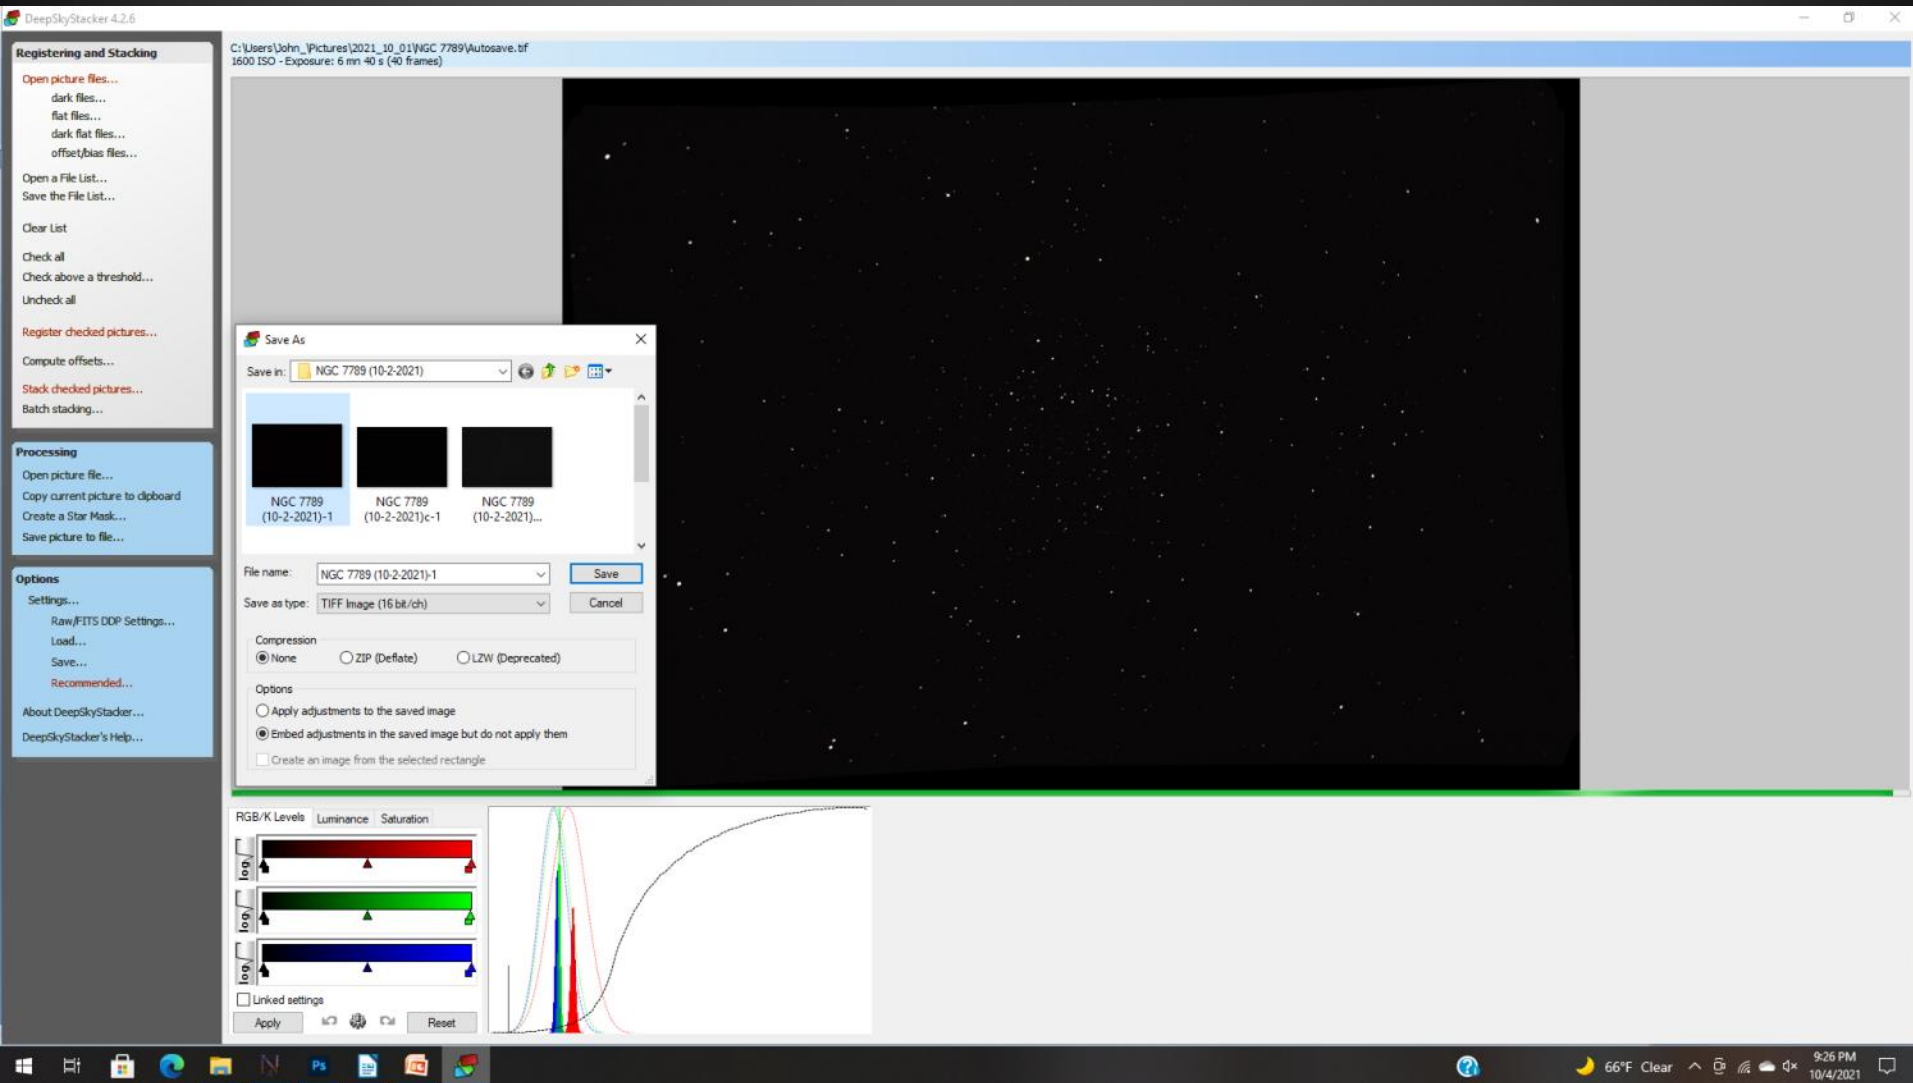 DeepSkyStacker 4.2.6
Registering and Stacking
Open picture files...
dark files...
flat files...
dark flat files...
offset/bias files...
Open a File List...
Save the File List...
Clear List
Check all
Check above a threshold...
Uncheck all
Register checked pictures...
Compute offsets...
Stack checked pictures...
Batch stacking...
Processing
Open picture file...
Copy current picture to clipboard
Create a Star Mask...
Save picture to file...
Options
Settings...
Raw/FITS DDP Settings...
Load...
Save...
Recommended...
About DeepSkyStacker...
DeepSkyStacker's Help...
C:\Users\John_\Pictures\2021_10_01\NGC 7789\Autosave.tif
1600 ISO - Exposure: 6 mn 40 s (40 frames)
Save As
Save in: NGC 7789 (10-2-2021)
NGC 7789
(10-2-2021)-1
NGC 7789
(10-2-2021)c-1
NGC 7789
(10-2-2021)...
File name: NGC 7789 (10-2-2021)-1 Save
Save as type: TIFF Image (16 bit/ch) Cancel
Compression
None ZIP (Deflate) LZW (Deprecated)
Options
Apply adjustments to the saved image
Embed adjustments in the saved image but do not apply them
Create an image from the selected rectangle
RGB/K Levels Luminance Saturation
log
log
log
Linked settings
Apply Reset
Ps
66°F Clear
9:26 PM
10/4/2021